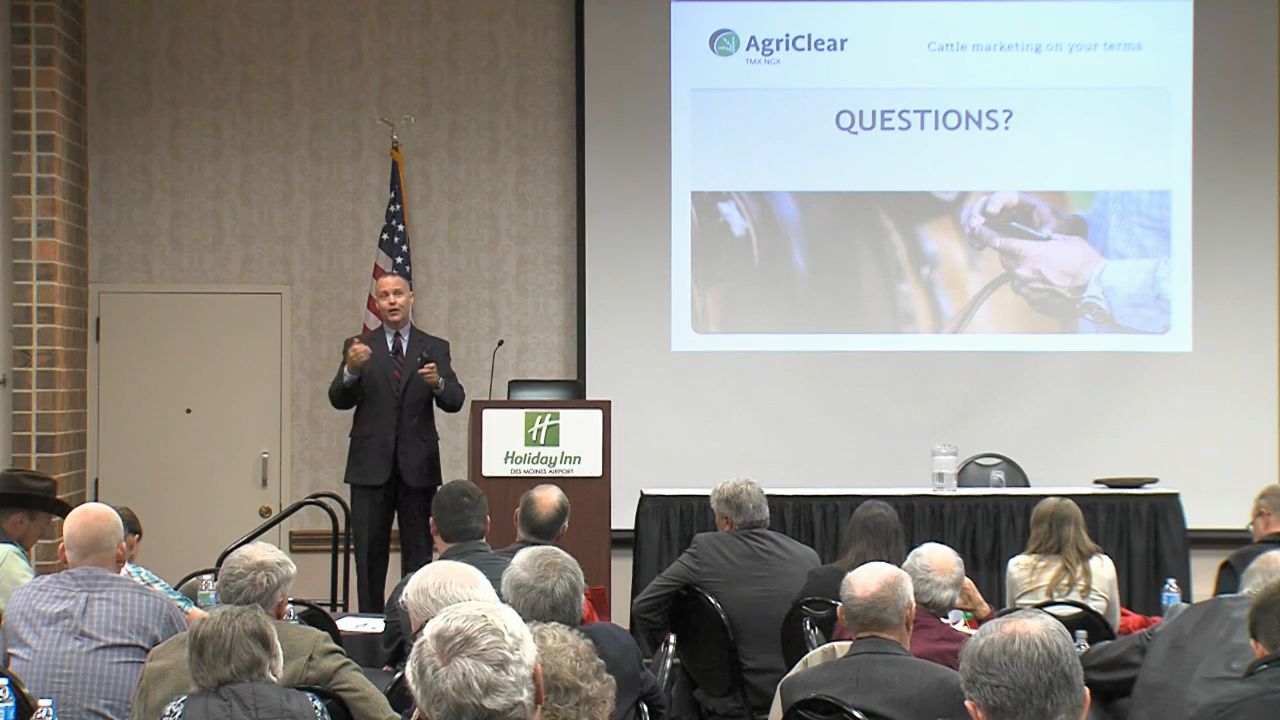 AgriClear
TMX NGX
Cattle marketing on your terms
QUESTIONS?
H
Holiday Inn
DES MOINES AIRPORT